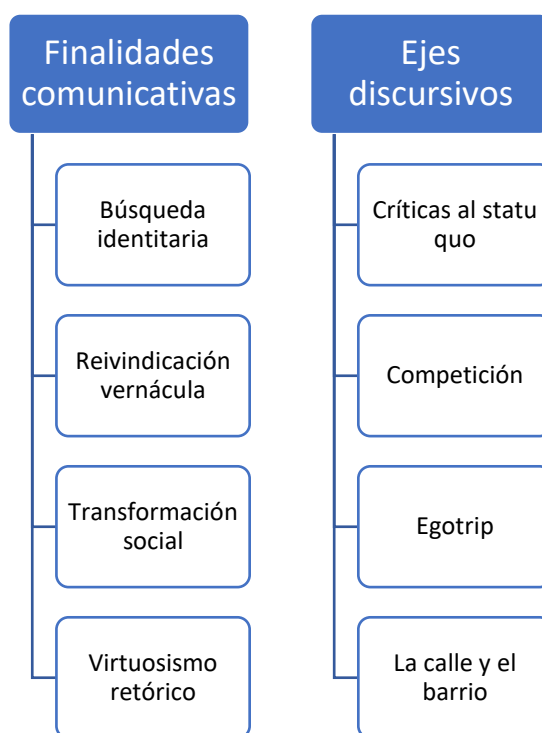 Finalidades
comunicativas
Búsqueda
identitaria
Reivindicación
vernácula
Transformación
social
Virtuosismo
retórico
Ejes
discursivos
Críticas al statu
quo
Competición
Egotrip
La calle y el
barrio